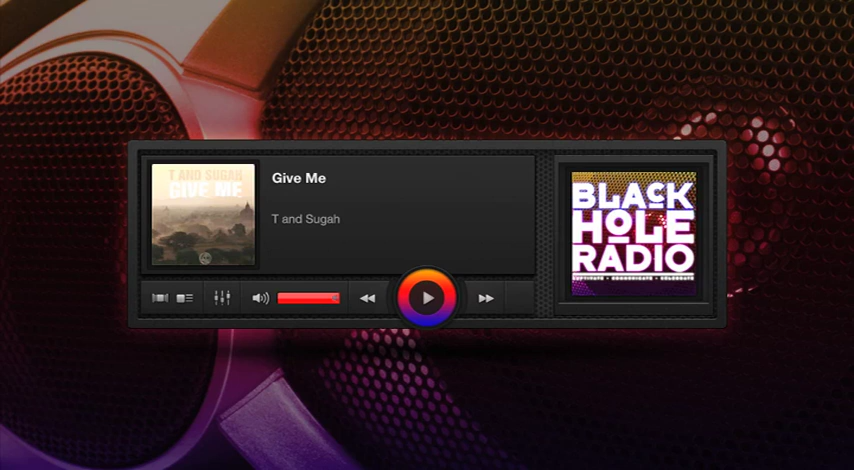 T AND SUGAH
GIVE ME
Give Me
T and Sugah
BLACK
HOLE
RADIO